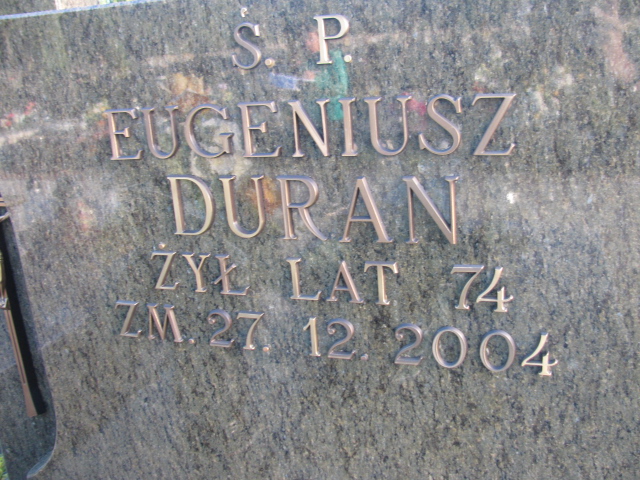 Ś. P.
EUGENIUSZ
DURAN
ŻYŁ LAT 74
ZM. 27. 12. 2004